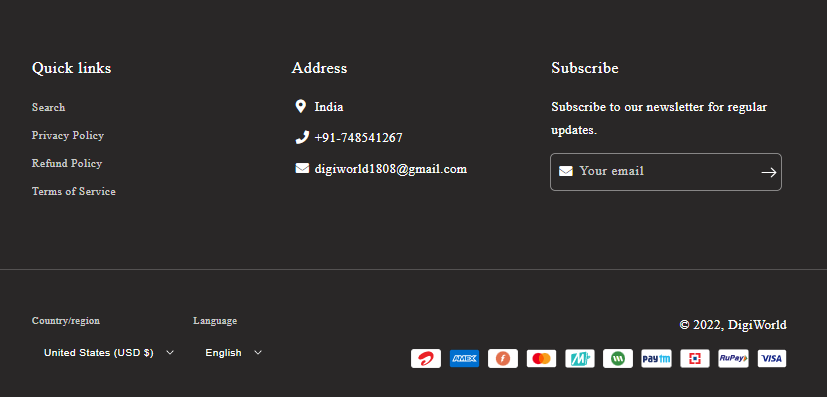 Quick links
Search
Privacy Policy
Refund Policy
Terms of Service
Address
India
+91-748541267
digiworld1808@gmail.com
Subscribe
Subscribe to our newsletter for regular
updates.
Your email
Country/region
United States (USD $)
Language
English
© 2022, DigiWorld
AMEX
paytm
RuPay
VISA